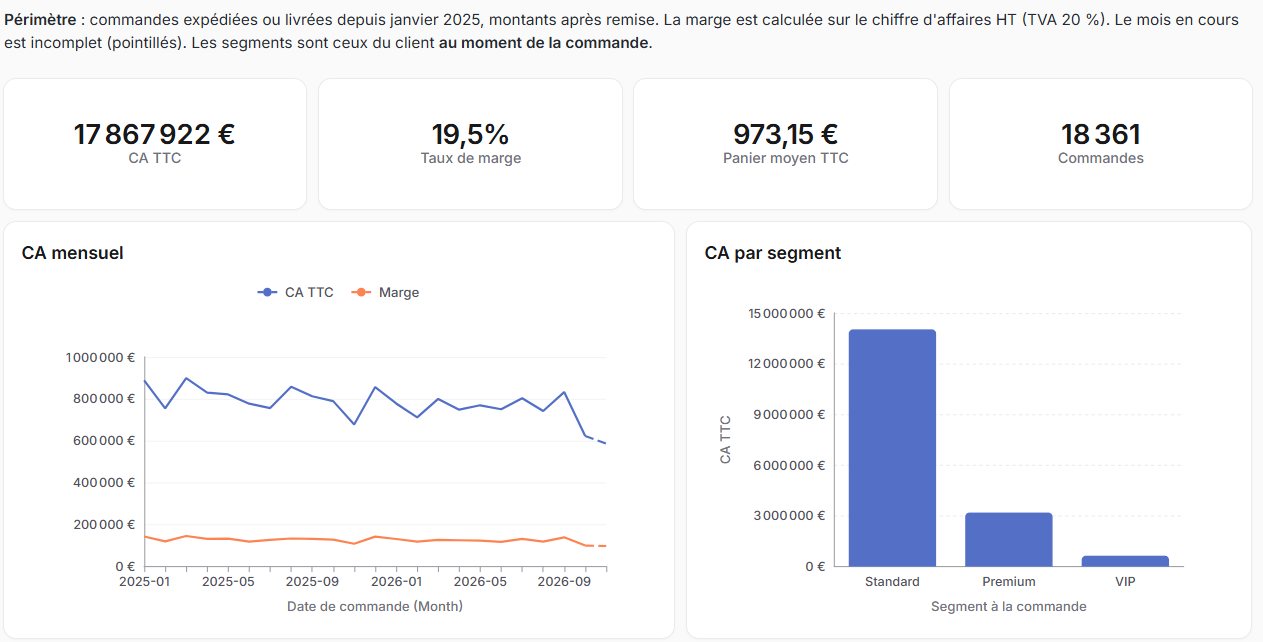 Périmètre : commandes expédiées ou livrées depuis janvier 2025, montants après remise. La marge est calculée sur le chiffre d'affaires HT (TVA 20 %). Le mois en cours
est incomplet (pointillés). Les segments sont ceux du client au moment de la commande.
17 867 922 €
CA TTC
19,5%
Taux de marge
973,15 €
Panier moyen TTC
18 361
Commandes
CA mensuel
CA TTC
Marge
1 000 000 €
800 000 €
600 000 €
400 000 €
200 000 €
0 €
2025-01
2025-05
2025-09
2026-01
2026-05
2026-09
Date de commande (Month)
CA par segment
CA TTC
15 000 000 €
12 000 000 €
9 000 000 €
6 000 000 €
3 000 000 €
0 €
Standard
Premium
VIP
Segment à la commande